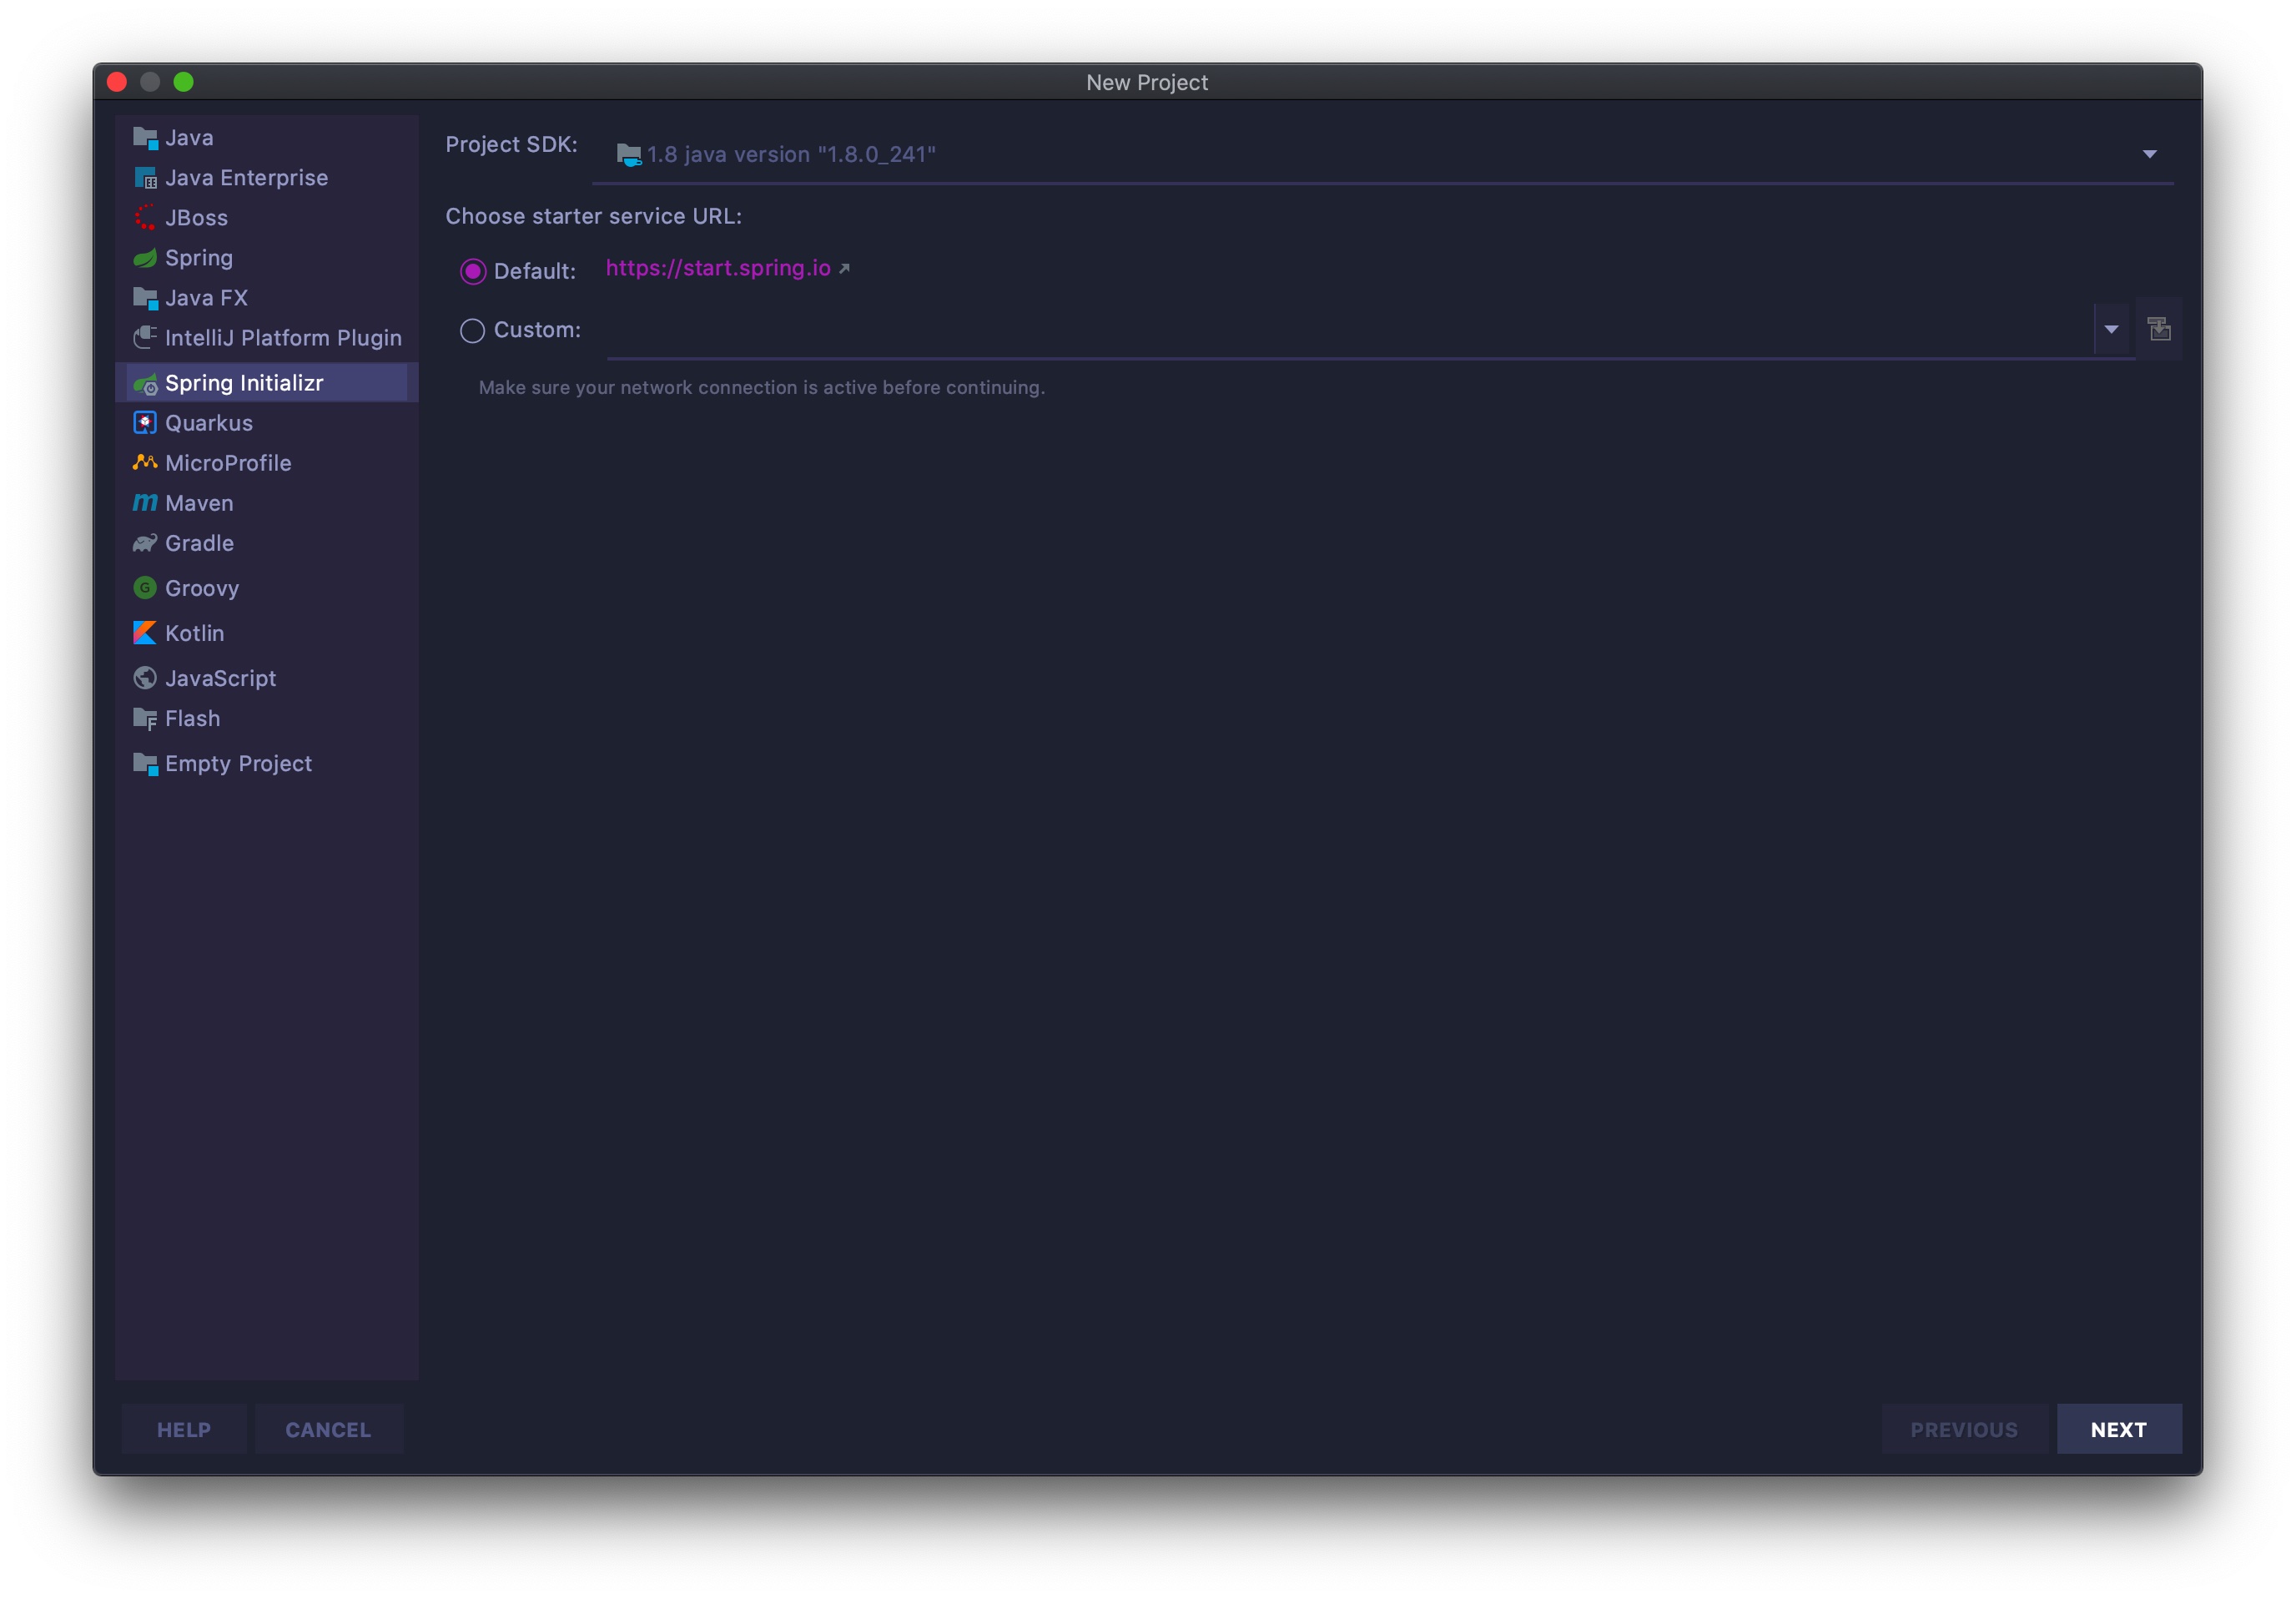 New Project
Java
Java Enterprise
JBoss
Spring
Java FX
IntelliJ Platform Plugin
Spring Initializr
Quarkus
MicroProfile
Maven
Gradle
Groovy
Kotlin
JavaScript
Flash
Empty Project
Project SDK: 1.8 java version "1.8.0_241"
Choose starter service URL:
Default: https://start.spring.io
Custom:
Make sure your network connection is active before continuing.
HELP CANCEL PREVIOUS NEXT